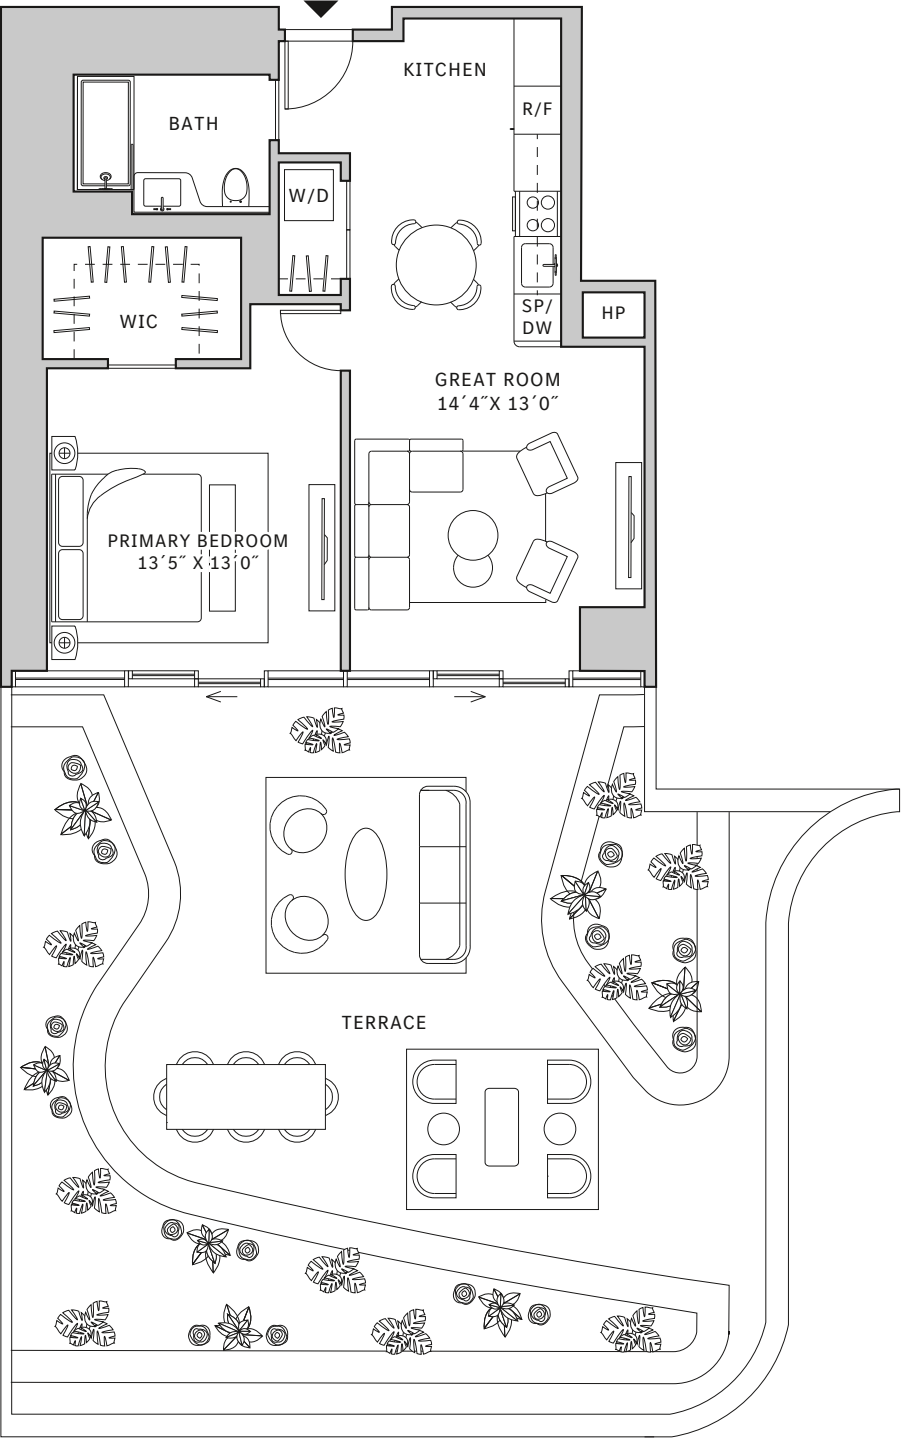 KITCHEN
R/F
BATH
W/D
SP/
DW
HP
WIC
GREAT ROOM
14´4˝X 13´0˝
PRIMARY BEDROOM
13´5˝ X 13´0˝
TERRACE